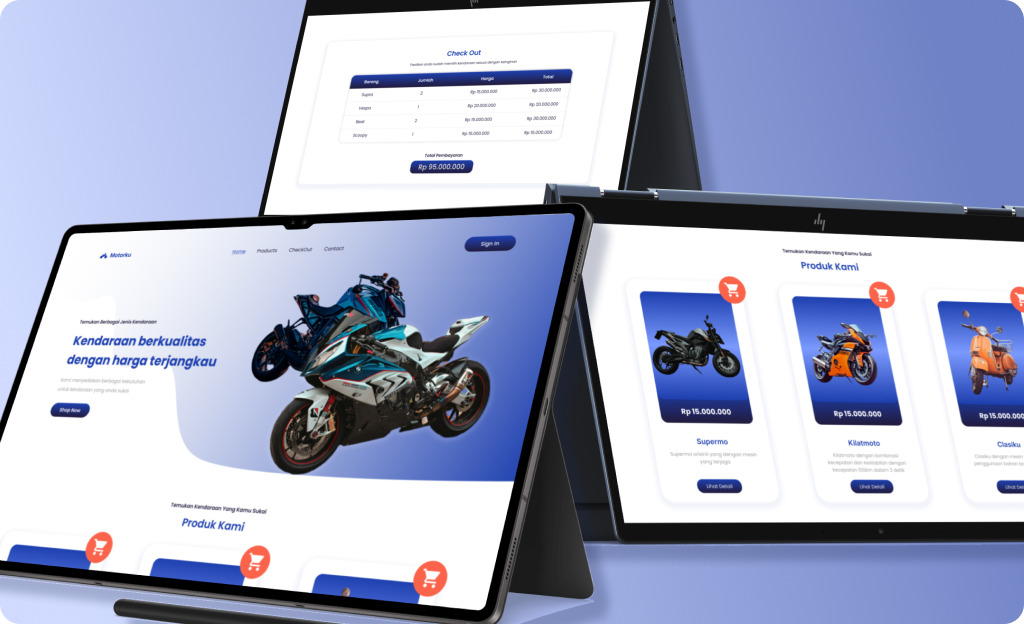 Check Out
Pastikan anda sudah memilih kendaraan sesuai dengan keinginan
Barang Jumlah Harga Total
Supra 2 Rp 15.000.000 Rp 30.000.000
Vespa 1 Rp 20.000.000 Rp 20.000.000
Beat 2 Rp 15.000.000 Rp 30.000.000
Scoopy 1 Rp 15.000.000 Rp 15.000.000
Total Pembayaran
Rp 95.000.000
Motorku
Home Products CheckOut Contact
Sign In
Temukan Berbagai Jenis Kendaraan
Kendaraan berkualitas
dengan harga terjangkau
kami menyediakan berbagai kebutuhan
untuk kendaraan yang anda sukai
Shop Now
Temukan Kendaraan Yang Kamu Sukai
Produk Kami
hp
Temukan Kendaraan Yang Kamu Sukai
Produk Kami
Rp 15.000.000
Supermo
Supermo efisien yang dengan mesin
yang terjaga
Lihat Detail
Rp 15.000.000
Kilatmoto
Kilatmoto dengan kombinasi
kecepatan dan keindahan dengan
kecepatan 100km dalam 3 detik
Lihat Detail
Rp 15.000.000
Clasiku
Clasiku dengan mesin
penggunaan bahan
Lihat De